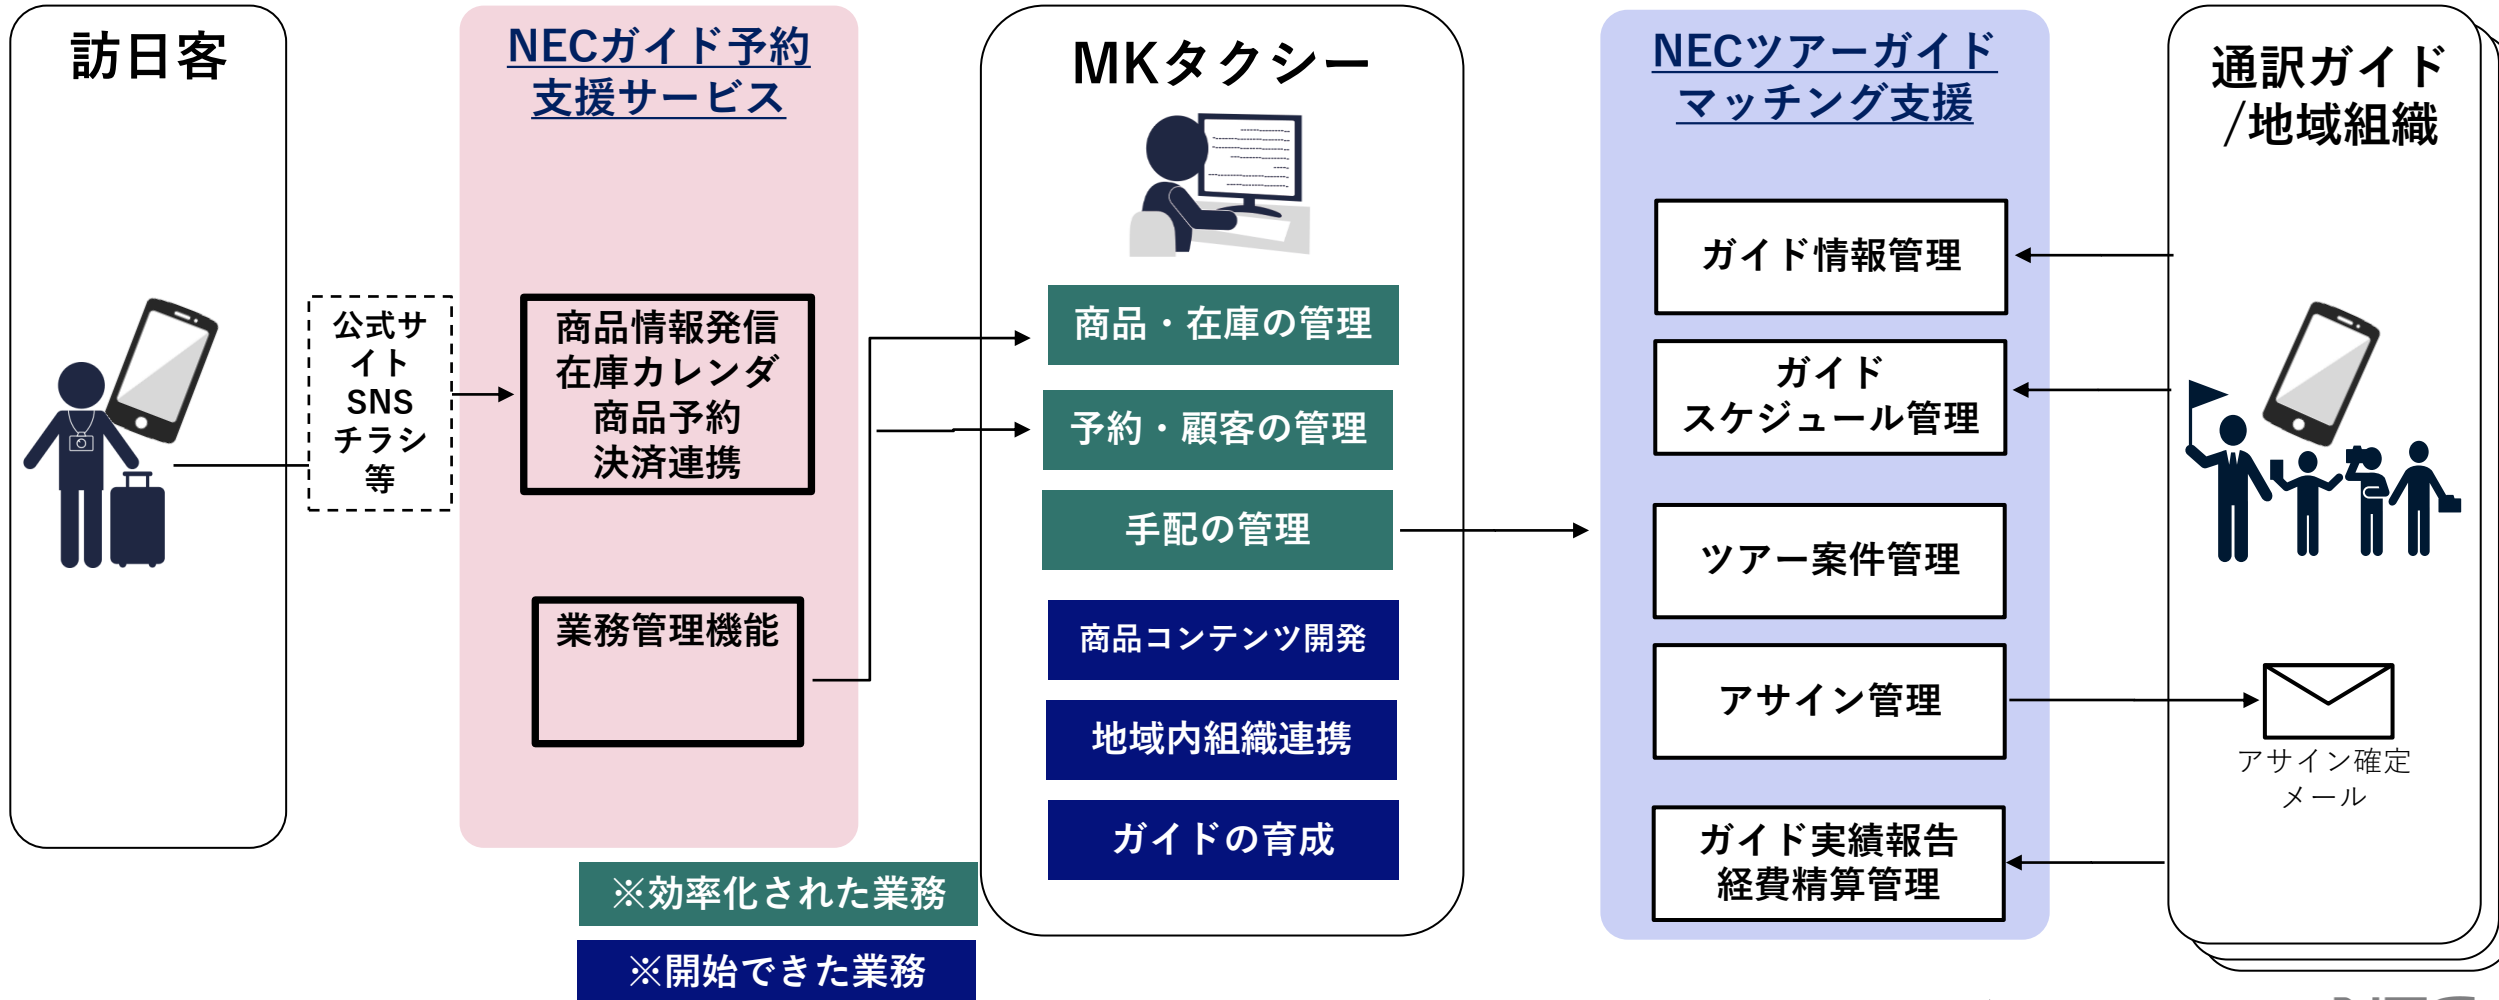 訪日客
公式サ
イト
SNS
チラシ
等
NECガイド予約
支援サービス
商品情報発信
在庫カレンダ
商品予約
決済連携
業務管理機能
※効率化された業務
※開始できた業務
MKタクシー
商品・在庫の管理
予約・顧客の管理
手配の管理
商品コンテンツ開発
地域内組織連携
ガイドの育成
NECツアーガイド
マッチング支援
ガイド情報管理
ガイド
スケジュール管理
ツアー案件管理
アサイン管理
ガイド実績報告
経費精算管理
通訳ガイド
/地域組織
アサイン確定
メール